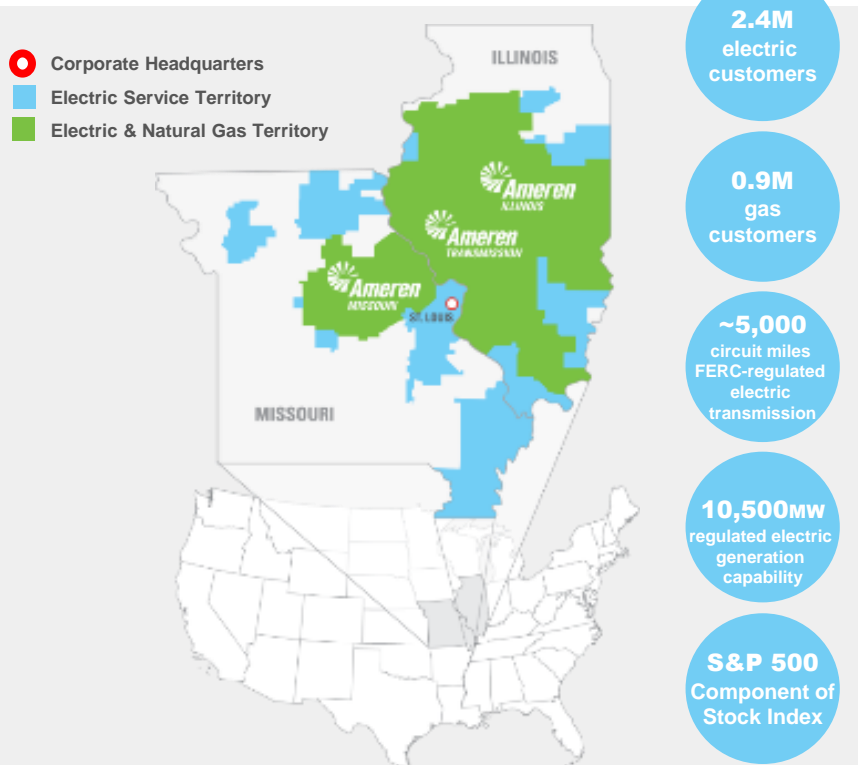 Corporate Headquarters
Electric Service Territory
Electric & Natural Gas Territory
ILLINOIS
Ameren
ILLINOIS
Ameren
TRANSMISSION
Ameren
MISSOURI
ST. LOUIS
MISSOURI
2.4M
electric
customers
0.9M
gas
customers
~5,000
circuit miles
FERC-regulated
electric
transmission
10,500MW
regulated electric
generation
capability
S&P 500
Component of
Stock Index